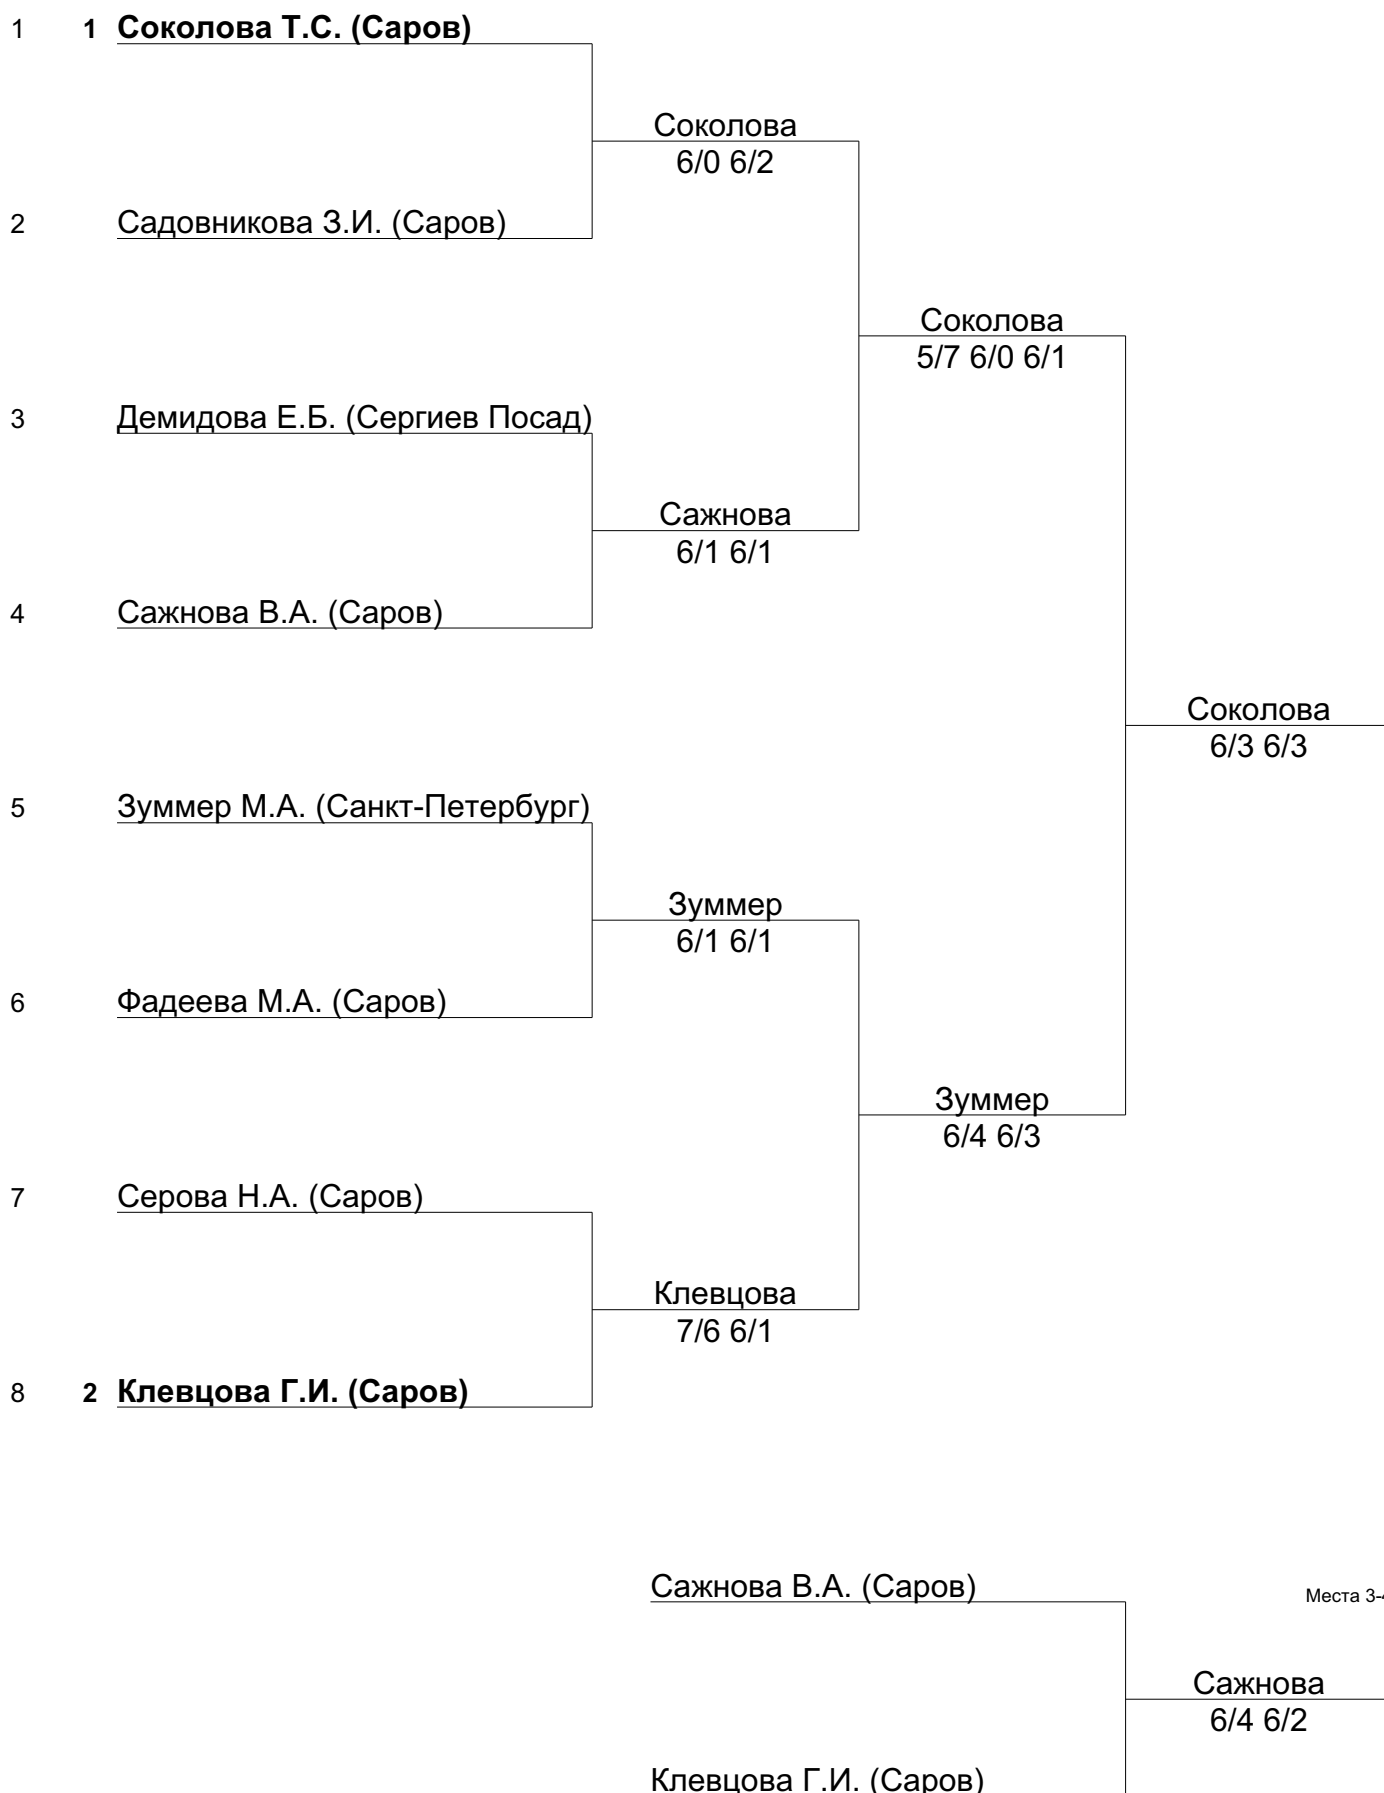 1 1 Соколова Т.С. (Саров)
Соколова
6/0 6/2
2 Садовникова З.И. (Саров)
Соколова
5/7 6/0 6/1
3 Демидова Е.Б. (Сергиев Посад)
Сажнова
6/1 6/1
4 Сажнова В.А. (Саров)
Соколова
6/3 6/3
5 Зуммер М.А. (Санкт-Петербург)
Зуммер
6/1 6/1
6 Фадеева М.А. (Саров)
Зуммер
6/4 6/3
7 Серова Н.А. (Саров)
Клевцова
7/6 6/1
8 2 Клевцова Г.И. (Саров)
Сажнова В.А. (Саров)
Места 3-4
Сажнова
6/4 6/2
Клевцова Г.И. (Саров)